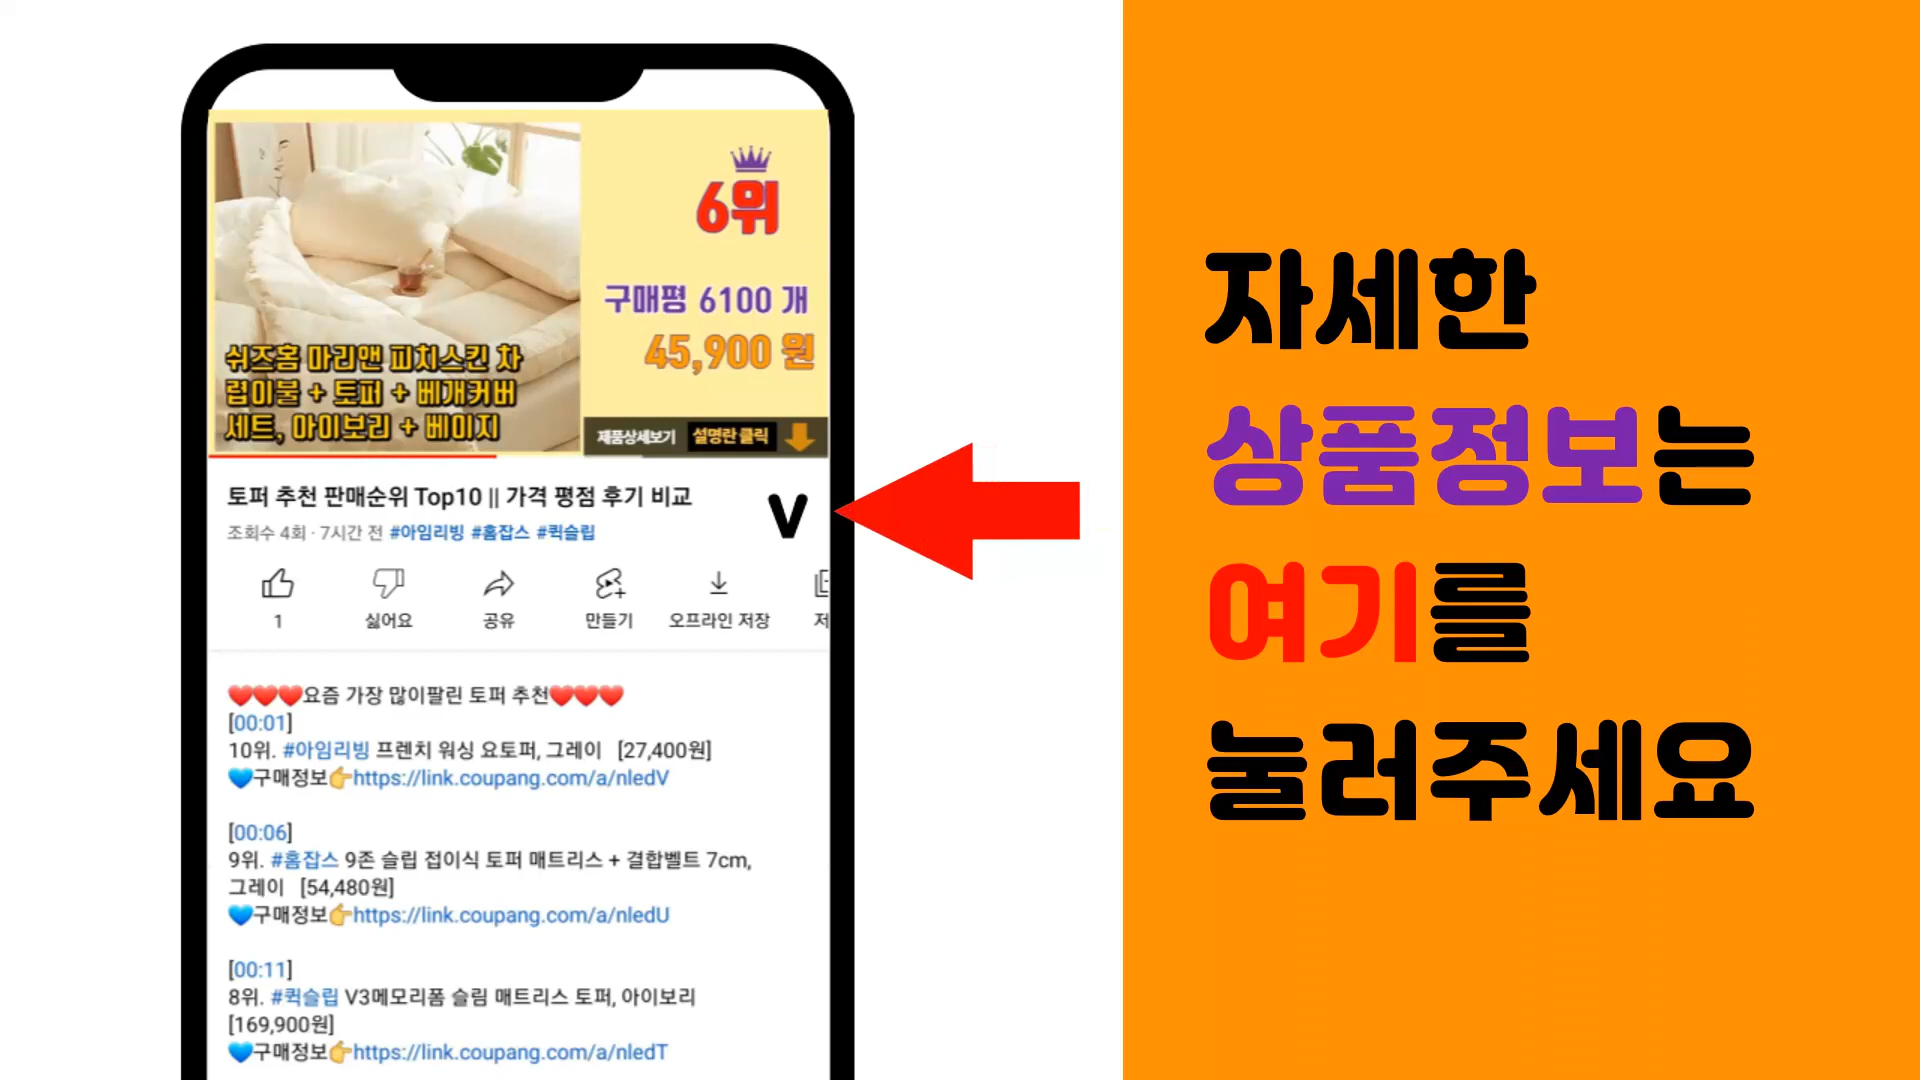 6위
구매평 6100 개
45,900 원
쉬즈홈 마리앤 피치스킨 차
렵이불 + 토퍼 + 베개커버
세트, 아이보리 + 베이지
제품상세보기 설명란 클릭
토퍼 추천 판매순위 Top10 || 가격 평점 후기 비교
V
조회수 4회 · 7시간 전 #아임리빙 #홈잡스 #퀵슬립
1 싫어요 공유 만들기 오프라인 저장 저
❤️❤️❤️요즘 가장 많이팔린 토퍼 추천❤️❤️❤️
[00:01]
10위. #아임리빙 프렌치 워싱 요토퍼, 그레이 [27,400원]
💙구매정보👉https://link.coupang.com/a/nledV
[00:06]
9위. #홈잡스 9존 슬립 접이식 토퍼 매트리스 + 결합벨트 7cm,
그레이 [54,480원]
💙구매정보👉https://link.coupang.com/a/nledU
[00:11]
8위. #퀵슬립 V3메모리폼 슬림 매트리스 토퍼, 아이보리
[169,900원]
💙구매정보👉https://link.coupang.com/a/nledT
자세한
상품정보는
여기를
눌러주세요